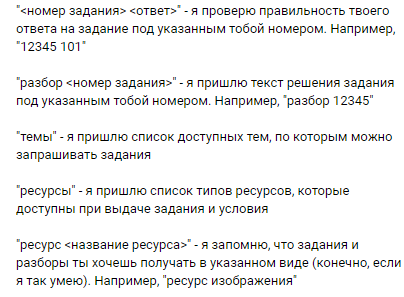 "<номер задания> <ответ>" - я проверю правильность твоего
ответа на задание под указанным тобой номером. Например,
"12345 101"
"разбор <номер задания>" - я пришлю текст решения задания
под указанным тобой номером. Например, "разбор 12345"
"темы" - я пришлю список доступных тем, по которым можно
запрашивать задания
"ресурсы" - я пришлю список типов ресурсов, которые
доступны при выдаче задания и условия
"ресурс <название ресурса>" - я запомню, что задания и
разборы ты хочешь получать в указанном виде (конечно, если
я так умею). Например, "ресурс изображения"